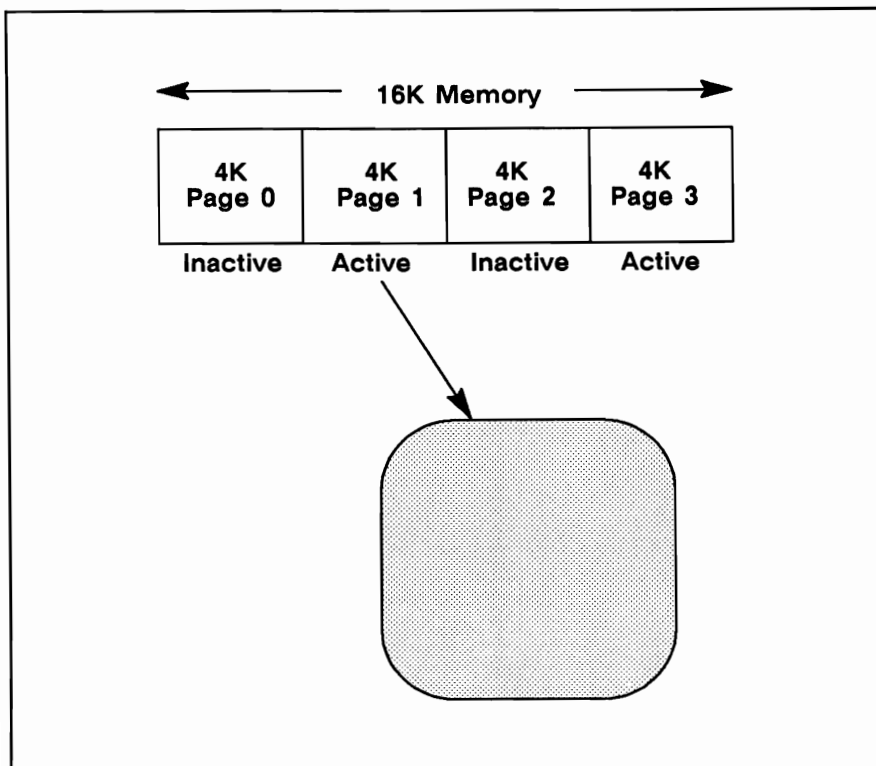 16K Memory
4K
Page 0
4K
Page 1
4K
Page 2
4K
Page 3
Inactive
Active
Inactive
Active